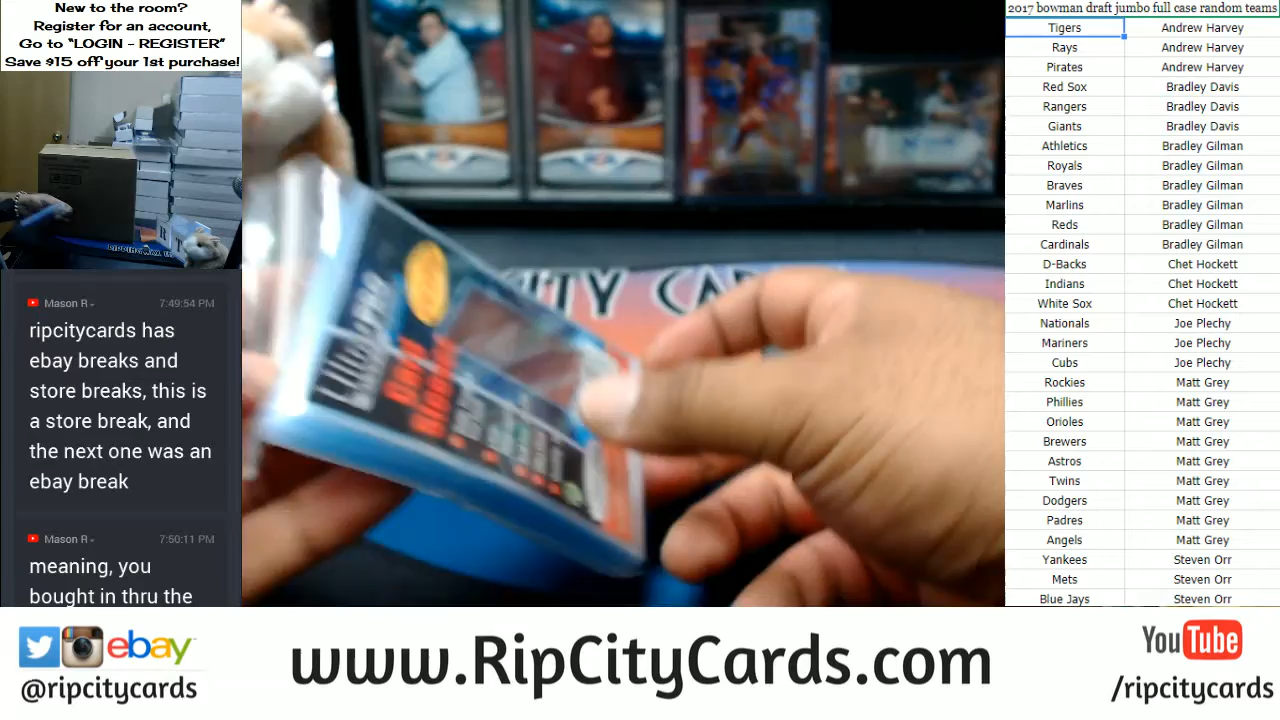 New to the room?
Register for an account,
Go to “LOGIN - REGISTER”
Save $15 off your 1st purchase!
Mason R
7:49:54 PM
ripcitycards has
ebay breaks and
store breaks, this is
a store break, and
the next one was an
ebay break
Mason R
7:50:11 PM
meaning, you
bought in thru the
2017 bowman draft jumbo full case random teams
Tigers Andrew Harvey
Rays Andrew Harvey
Pirates Andrew Harvey
Red Sox Bradley Davis
Rangers Bradley Davis
Giants Bradley Davis
Athletics Bradley Gilman
Royals Bradley Gilman
Braves Bradley Gilman
Marlins Bradley Gilman
Reds Bradley Gilman
Cardinals Bradley Gilman
D-Backs Chet Hockett
Indians Chet Hockett
White Sox Chet Hockett
Nationals Joe Plechy
Mariners Joe Plechy
Cubs Joe Plechy
Rockies Matt Grey
Phillies Matt Grey
Orioles Matt Grey
Brewers Matt Grey
Astros Matt Grey
Twins Matt Grey
Dodgers Matt Grey
Padres Matt Grey
Angels Matt Grey
Yankees Steven Orr
Mets Steven Orr
Blue Jays Steven Orr
ebay
@ripcitycards
www.RipCityCards.com
YouTube
/ripcitycards